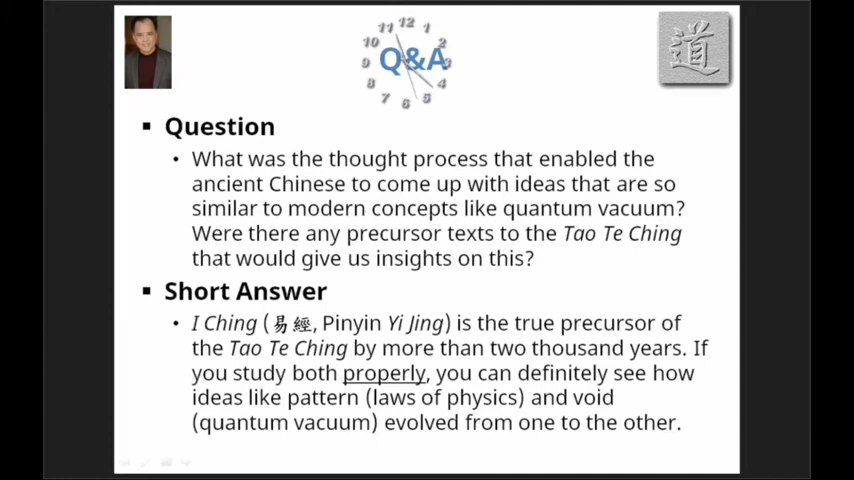 Q&A
12
11
1
10
2
9
3
8
4
7
5
6
道
Question
What was the thought process that enabled the
ancient Chinese to come up with ideas that are so
similar to modern concepts like quantum vacuum?
Were there any precursor texts to the Tao Te Ching
that would give us insights on this?
Short Answer
I Ching (易經, Pinyin Yi Jing) is the true precursor of
the Tao Te Ching by more than two thousand years. If
you study both properly, you can definitely see how
ideas like pattern (laws of physics) and void
(quantum vacuum) evolved from one to the other.